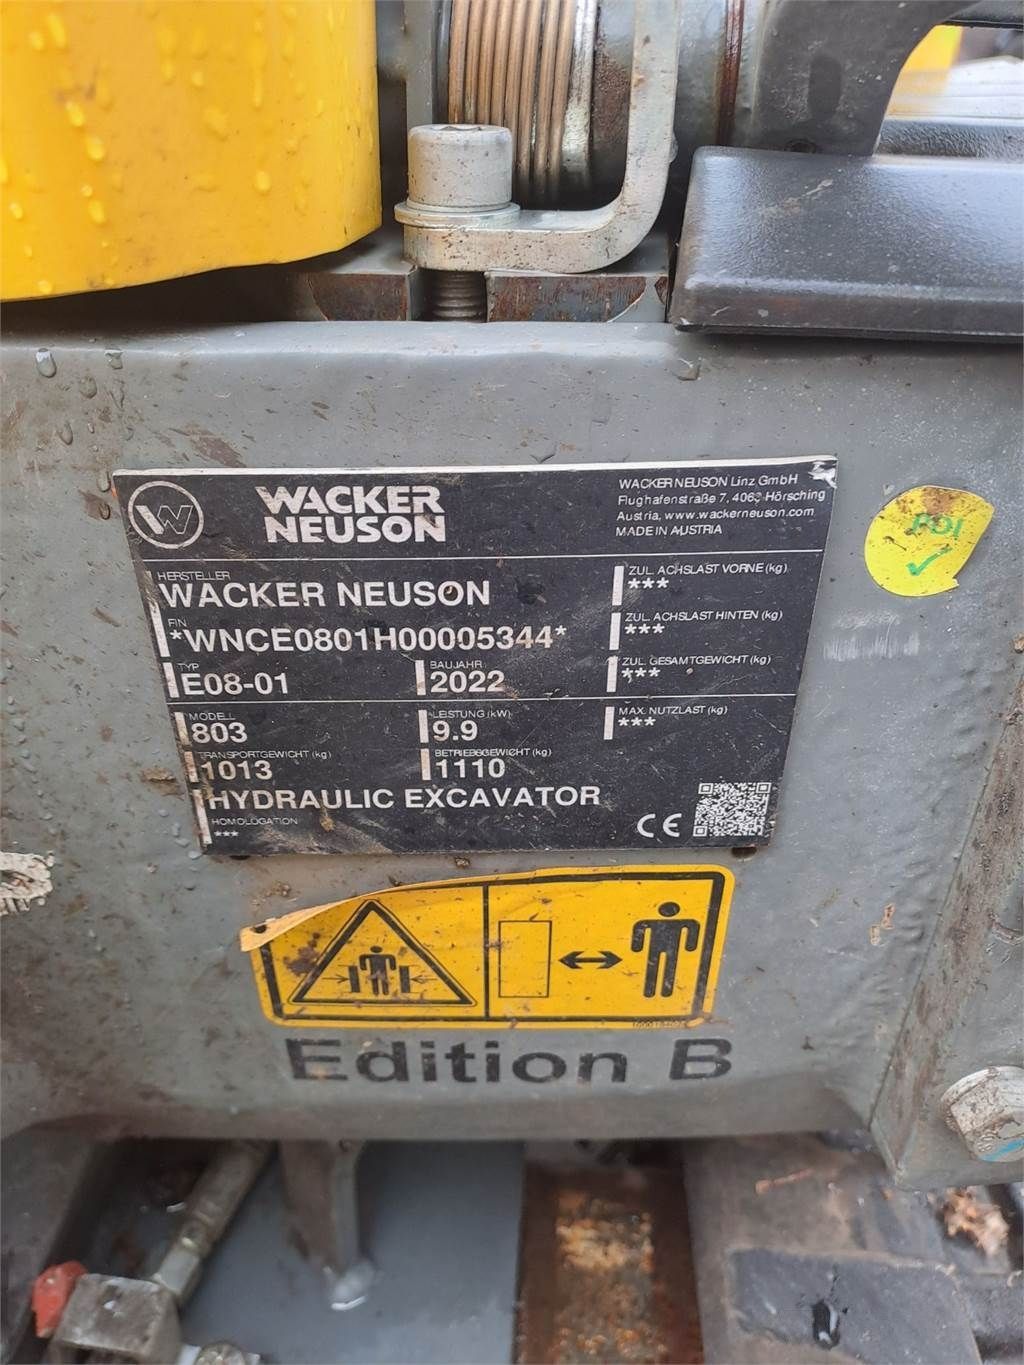 W
WACKER
NEUSON
WACKER NEUSON Linz GmbH
Flughafenstraße 7, 4063 Hörsching
Austria, www.wackerneuson.com
MADE IN AUSTRIA
HERSTELLER
WACKER NEUSON
FIN
*WNCE0801H00005344*
TYP
E08-01
BAUJAHR
2022
ZUL. ACHSLAST VORNE (kg)
***
ZUL. ACHSLAST HINTEN (kg)
***
ZUL. GESAMTGEWICHT (kg)
***
MODELL
803
LEISTUNG (kW)
9.9
MAX. NUTZLAST (kg)
***
TRANSPORTGEWICHT (kg)
1013
BETRIEBSGEWICHT (kg)
1110
HYDRAULIC EXCAVATOR
HOMOLOGATION
***
CE
PDI
Edition B